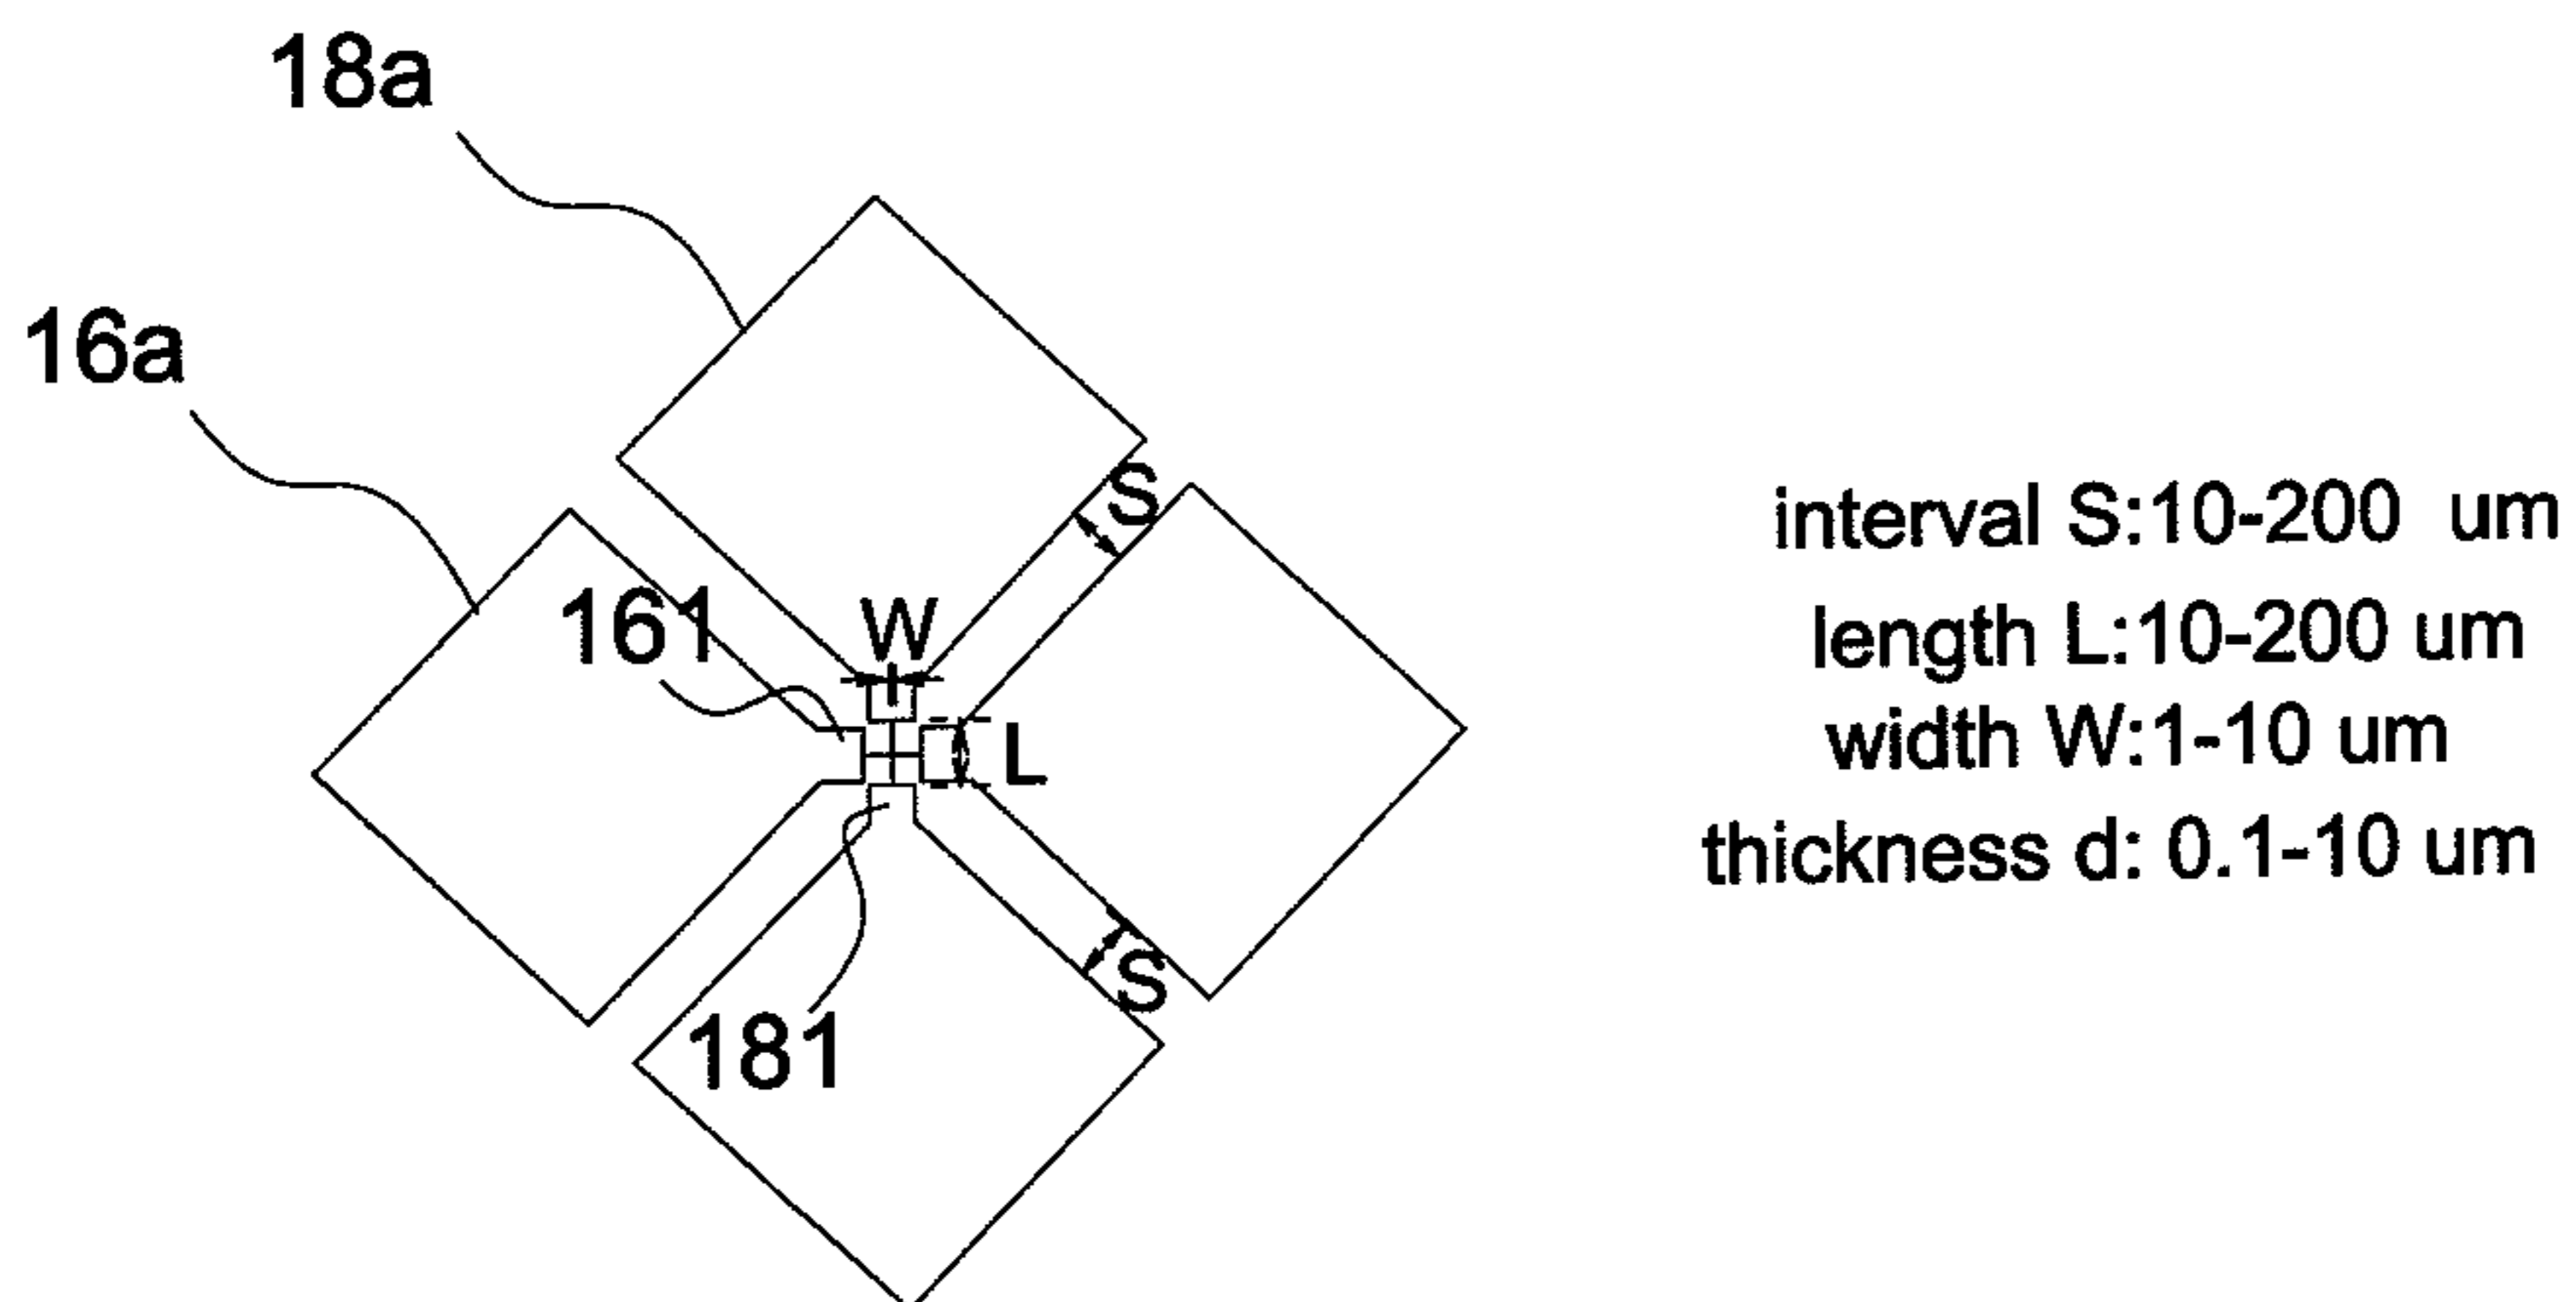 18a
16a
S
161
W
L
S
181
interval S:10-200 um
length L:10-200 um
width W:1-10 um
thickness d: 0.1-10 um